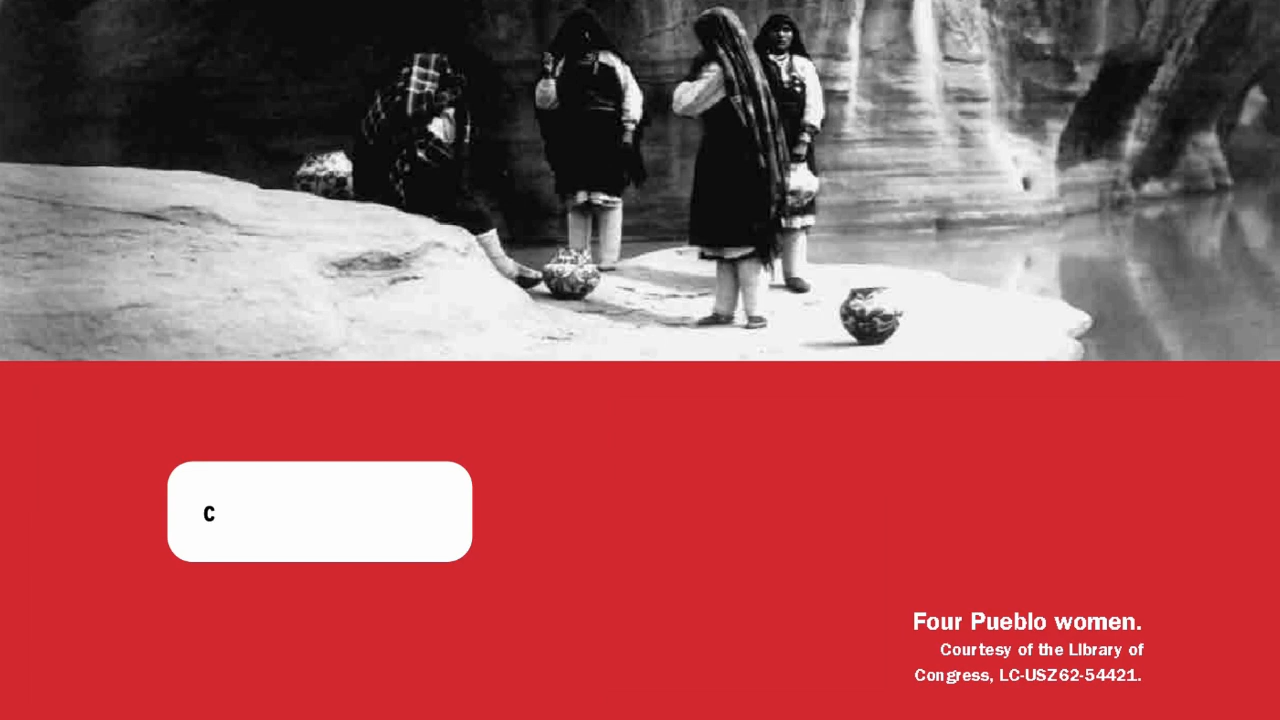 c
Four Pueblo women.
Courtesy of the Library of
Congress, LC-USZ62-54421.